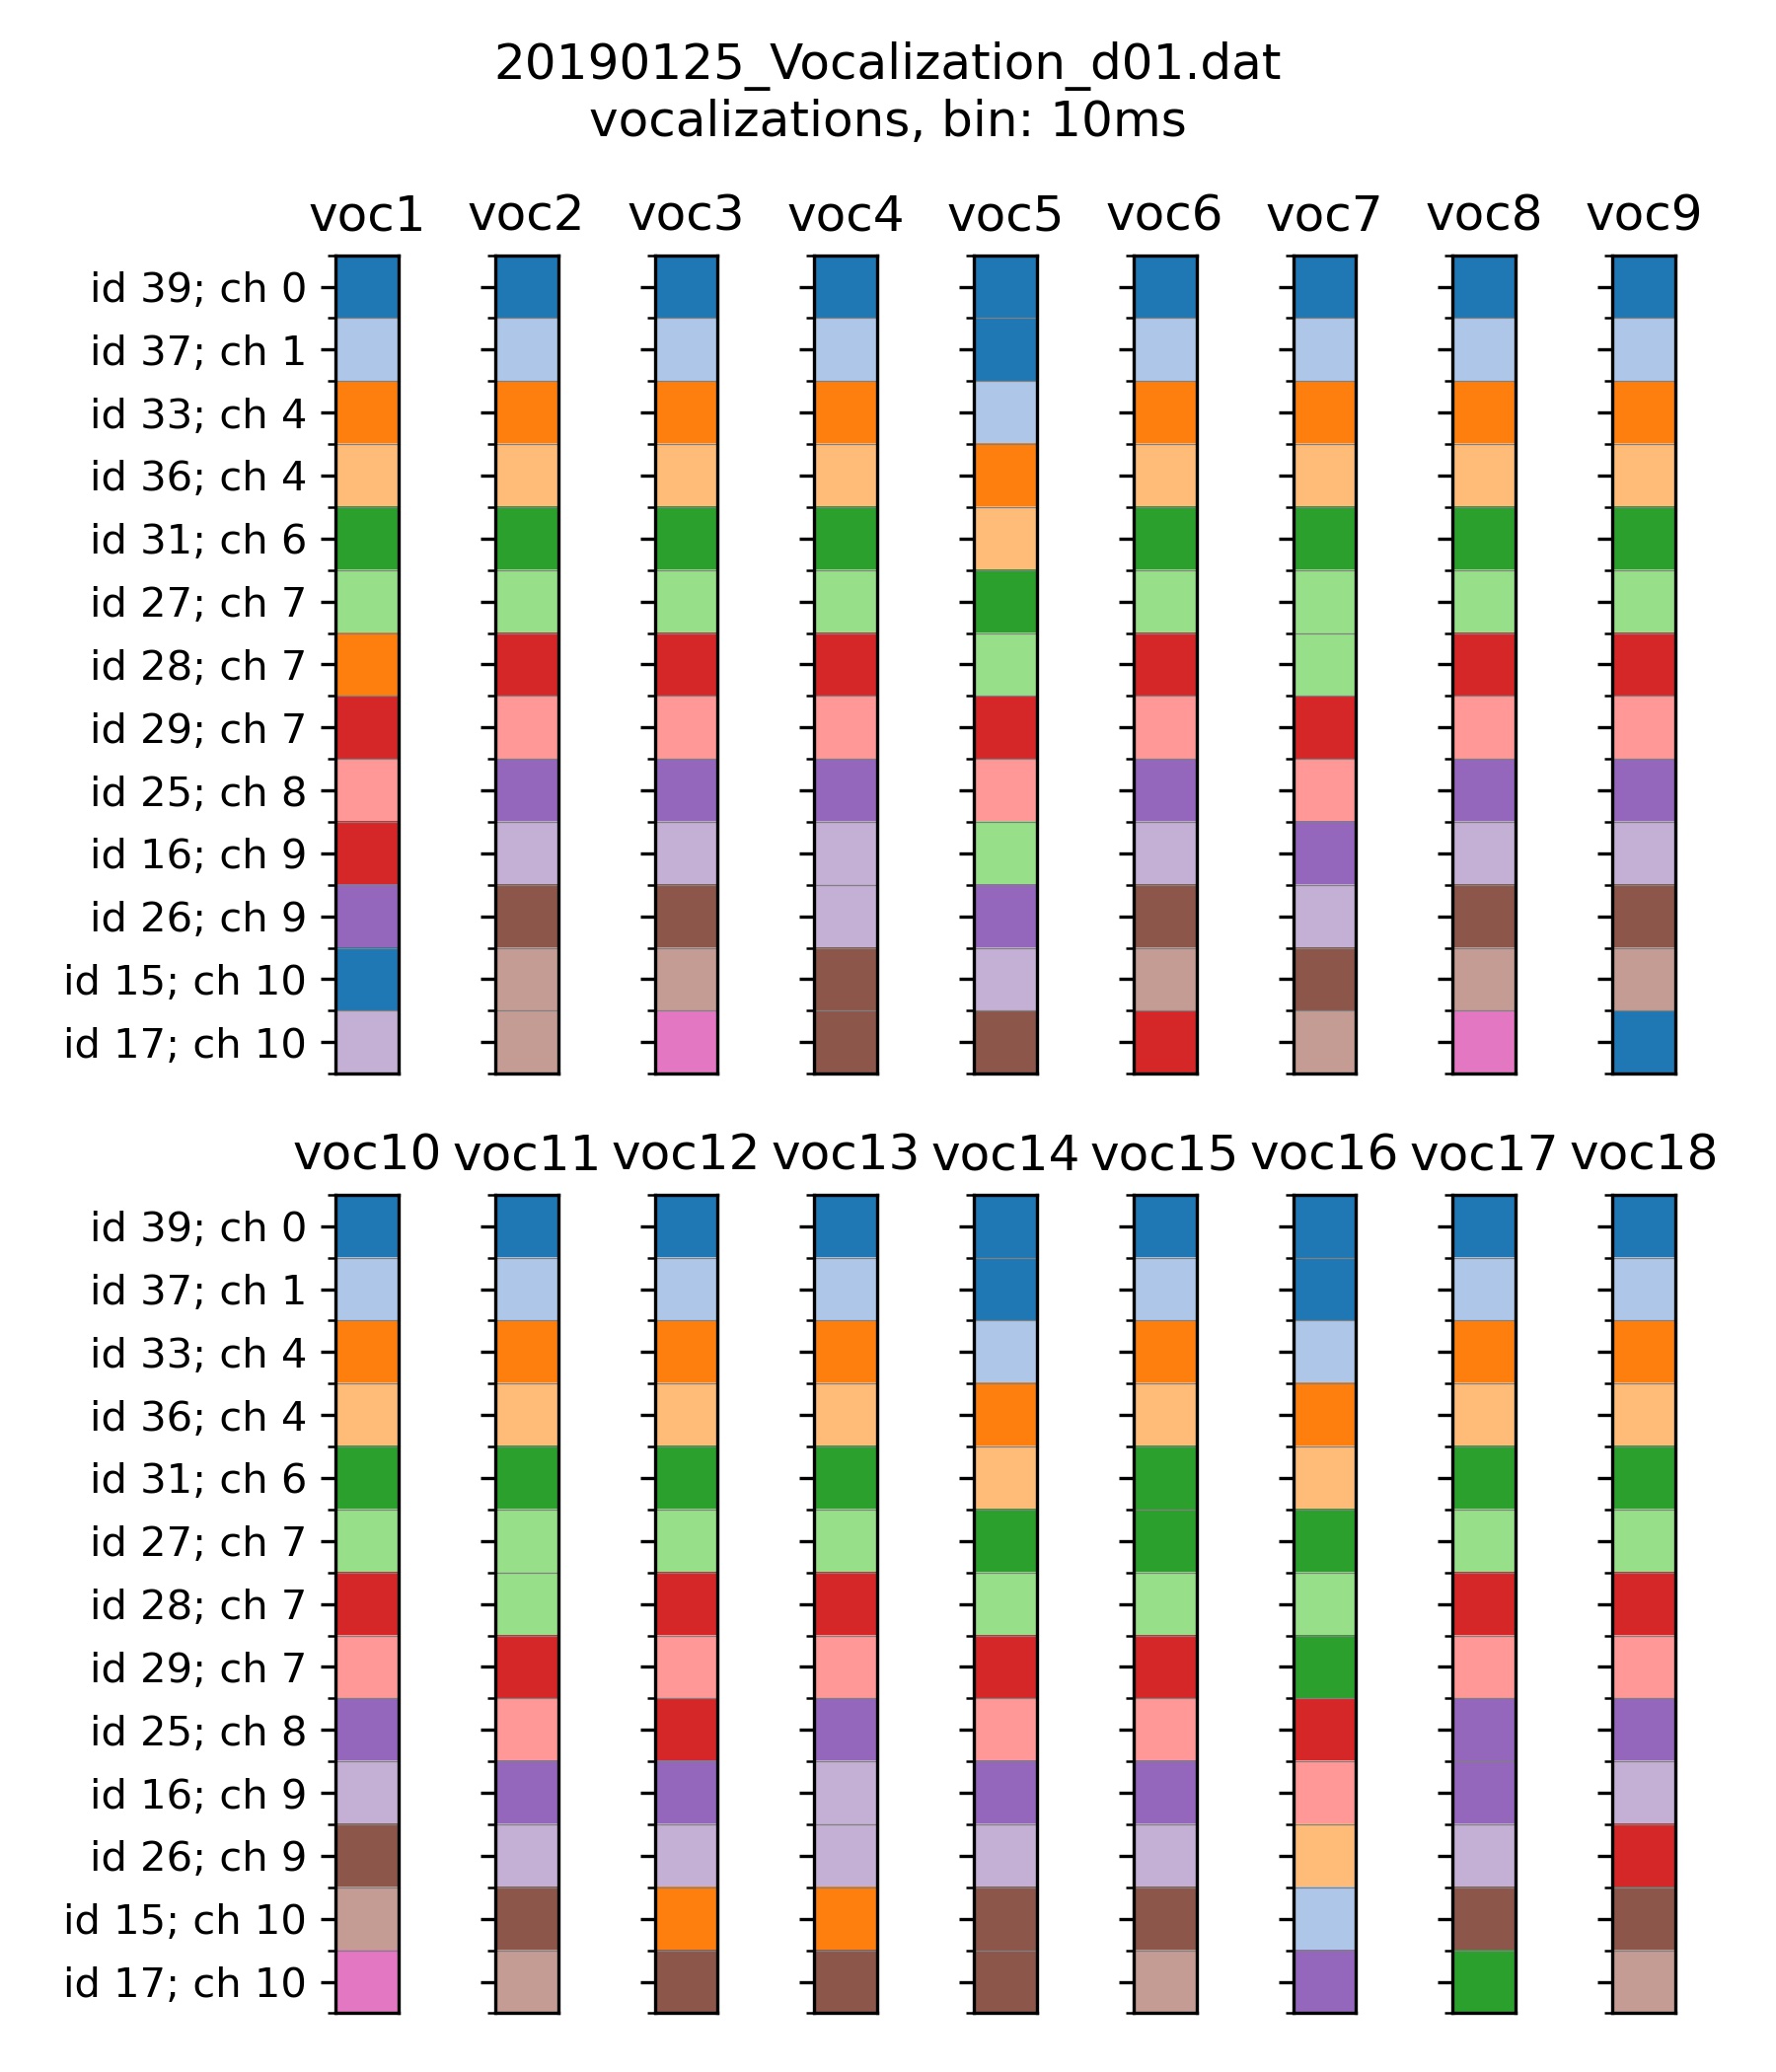 20190125_Vocalization_d01.dat
vocalizations, bin: 10ms
voc1 voc2 voc3 voc4 voc5 voc6 voc7 voc8 voc9
id 39; ch 0
id 37; ch 1
id 33; ch 4
id 36; ch 4
id 31; ch 6
id 27; ch 7
id 28; ch 7
id 29; ch 7
id 25; ch 8
id 16; ch 9
id 26; ch 9
id 15; ch 10
id 17; ch 10
voc10 voc11 voc12 voc13 voc14 voc15 voc16 voc17 voc18
id 39; ch 0
id 37; ch 1
id 33; ch 4
id 36; ch 4
id 31; ch 6
id 27; ch 7
id 28; ch 7
id 29; ch 7
id 25; ch 8
id 16; ch 9
id 26; ch 9
id 15; ch 10
id 17; ch 10